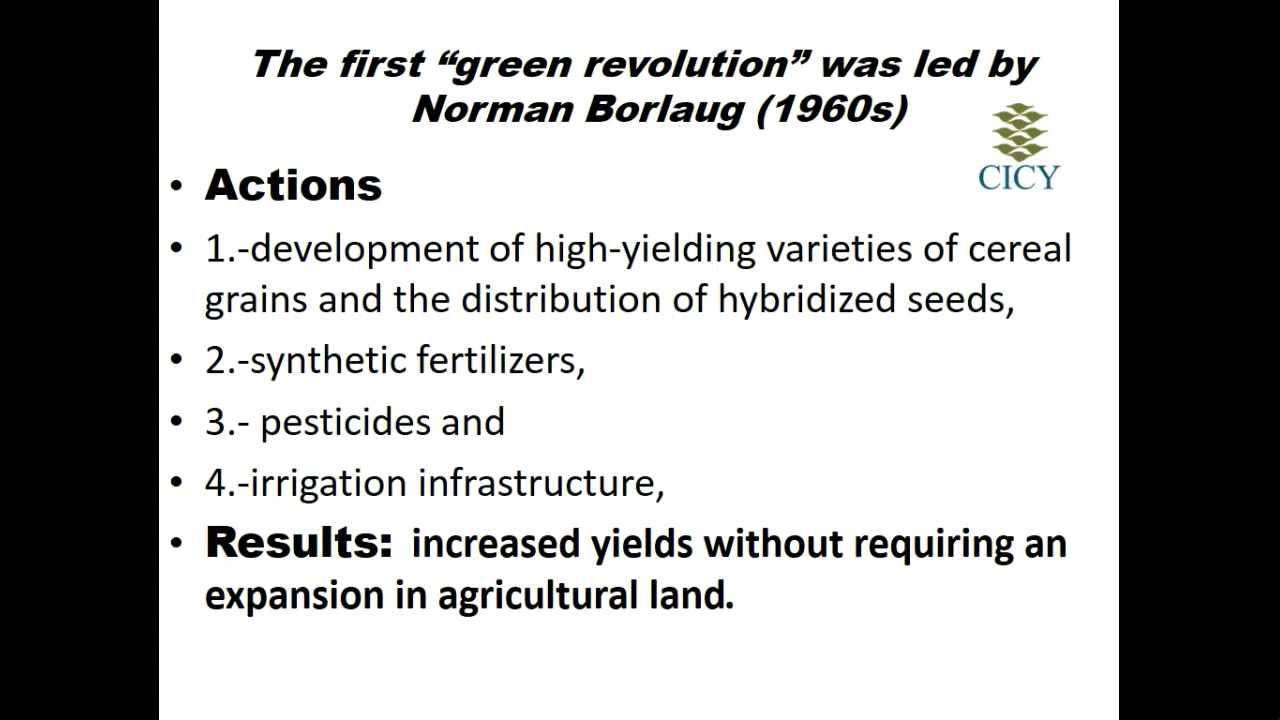 The first “green revolution” was led by
Norman Borlaug (1960s)
CICY
• Actions
• 1.-development of high-yielding varieties of cereal
grains and the distribution of hybridized seeds,
• 2.-synthetic fertilizers,
• 3.- pesticides and
• 4.-irrigation infrastructure,
• Results: increased yields without requiring an
expansion in agricultural land.